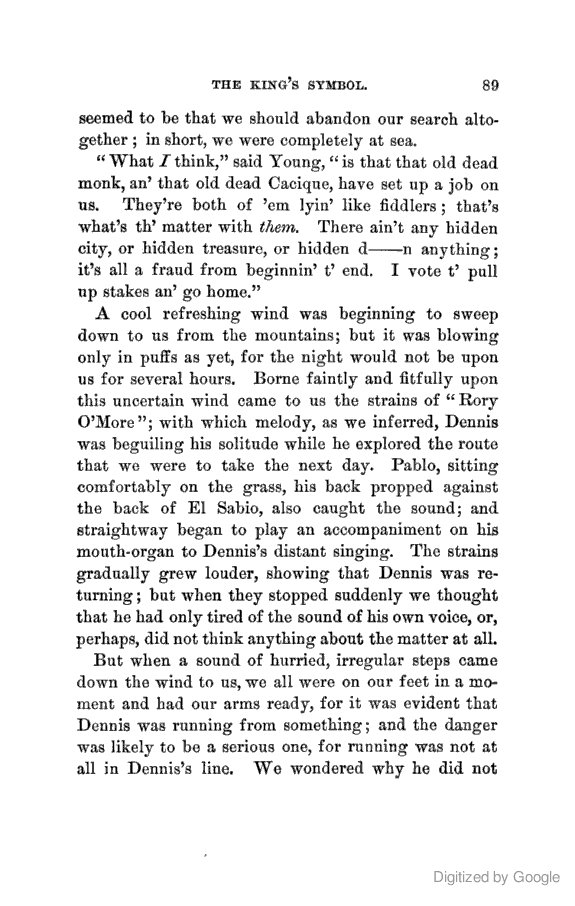 THE KING'S SYMBOL. 89
seemed to be that we should abandon our search alto-
gether ; in short, we were completely at sea.
“ What I think,” said Young, “ is that that old dead
monk, an’ that old dead Cacique, have set up a job on
us. They’re both of ’em lyin’ like fiddlers ; that’s
what’s th’ matter with them. There ain’t any hidden
city, or hidden treasure, or hidden d——n anything ;
it’s all a fraud from beginnin’ t’ end. I vote t’ pull
up stakes an’ go home.”
A cool refreshing wind was beginning to sweep
down to us from the mountains; but it was blowing
only in puffs as yet, for the night would not be upon
us for several hours. Borne faintly and fitfully upon
this uncertain wind came to us the strains of “ Rory
O’More ”; with which melody, as we inferred, Dennis
was beguiling his solitude while he explored the route
that we were to take the next day. Pablo, sitting
comfortably on the grass, his back propped against
the back of El Sabio, also caught the sound; and
straightway began to play an accompaniment on his
mouth-organ to Dennis’s distant singing. The strains
gradually grew louder, showing that Dennis was re-
turning ; but when they stopped suddenly we thought
that he had only tired of the sound of his own voice, or,
perhaps, did not think anything about the matter at all.
But when a sound of hurried, irregular steps came
down the wind to us, we all were on our feet in a mo-
ment and had our arms ready, for it was evident that
Dennis was running from something; and the danger
was likely to be a serious one, for running was not at
all in Dennis’s line. We wondered why he did not
Digitized by Google